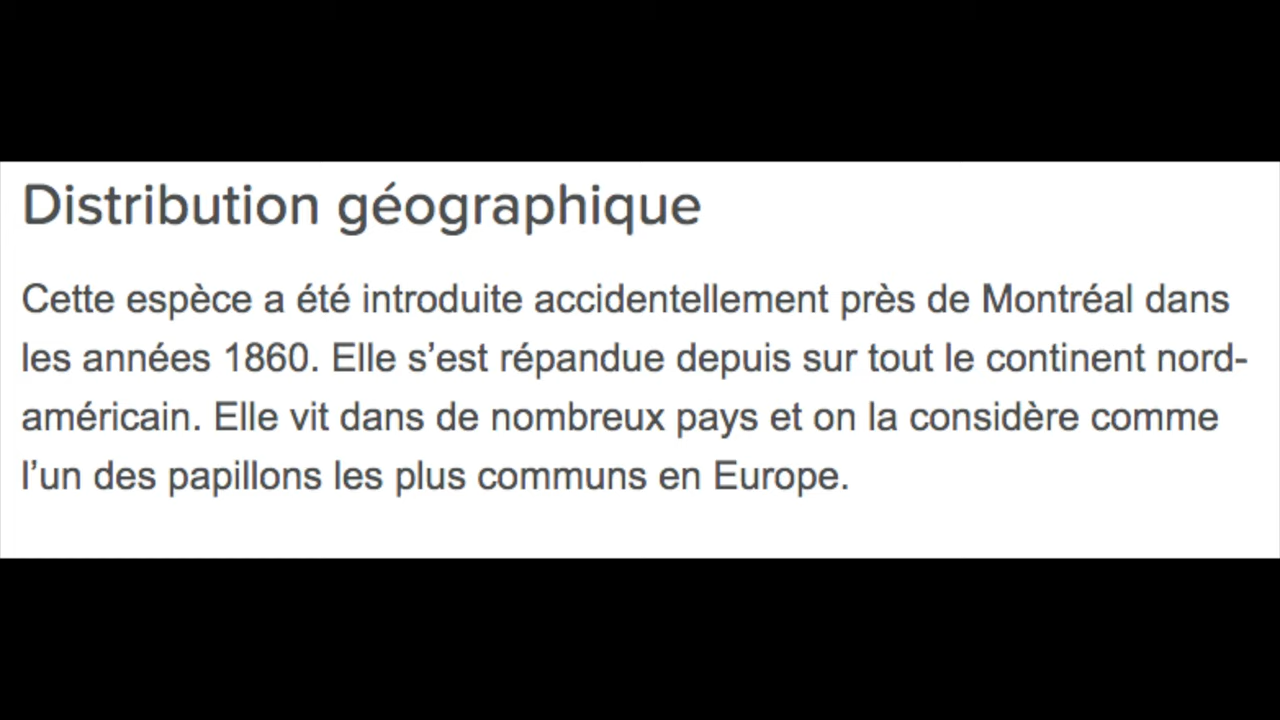 Distribution géographique
Cette espèce a été introduite accidentellement près de Montréal dans
les années 1860. Elle s’est répandue depuis sur tout le continent nord-
américain. Elle vit dans de nombreux pays et on la considère comme
l’un des papillons les plus communs en Europe.